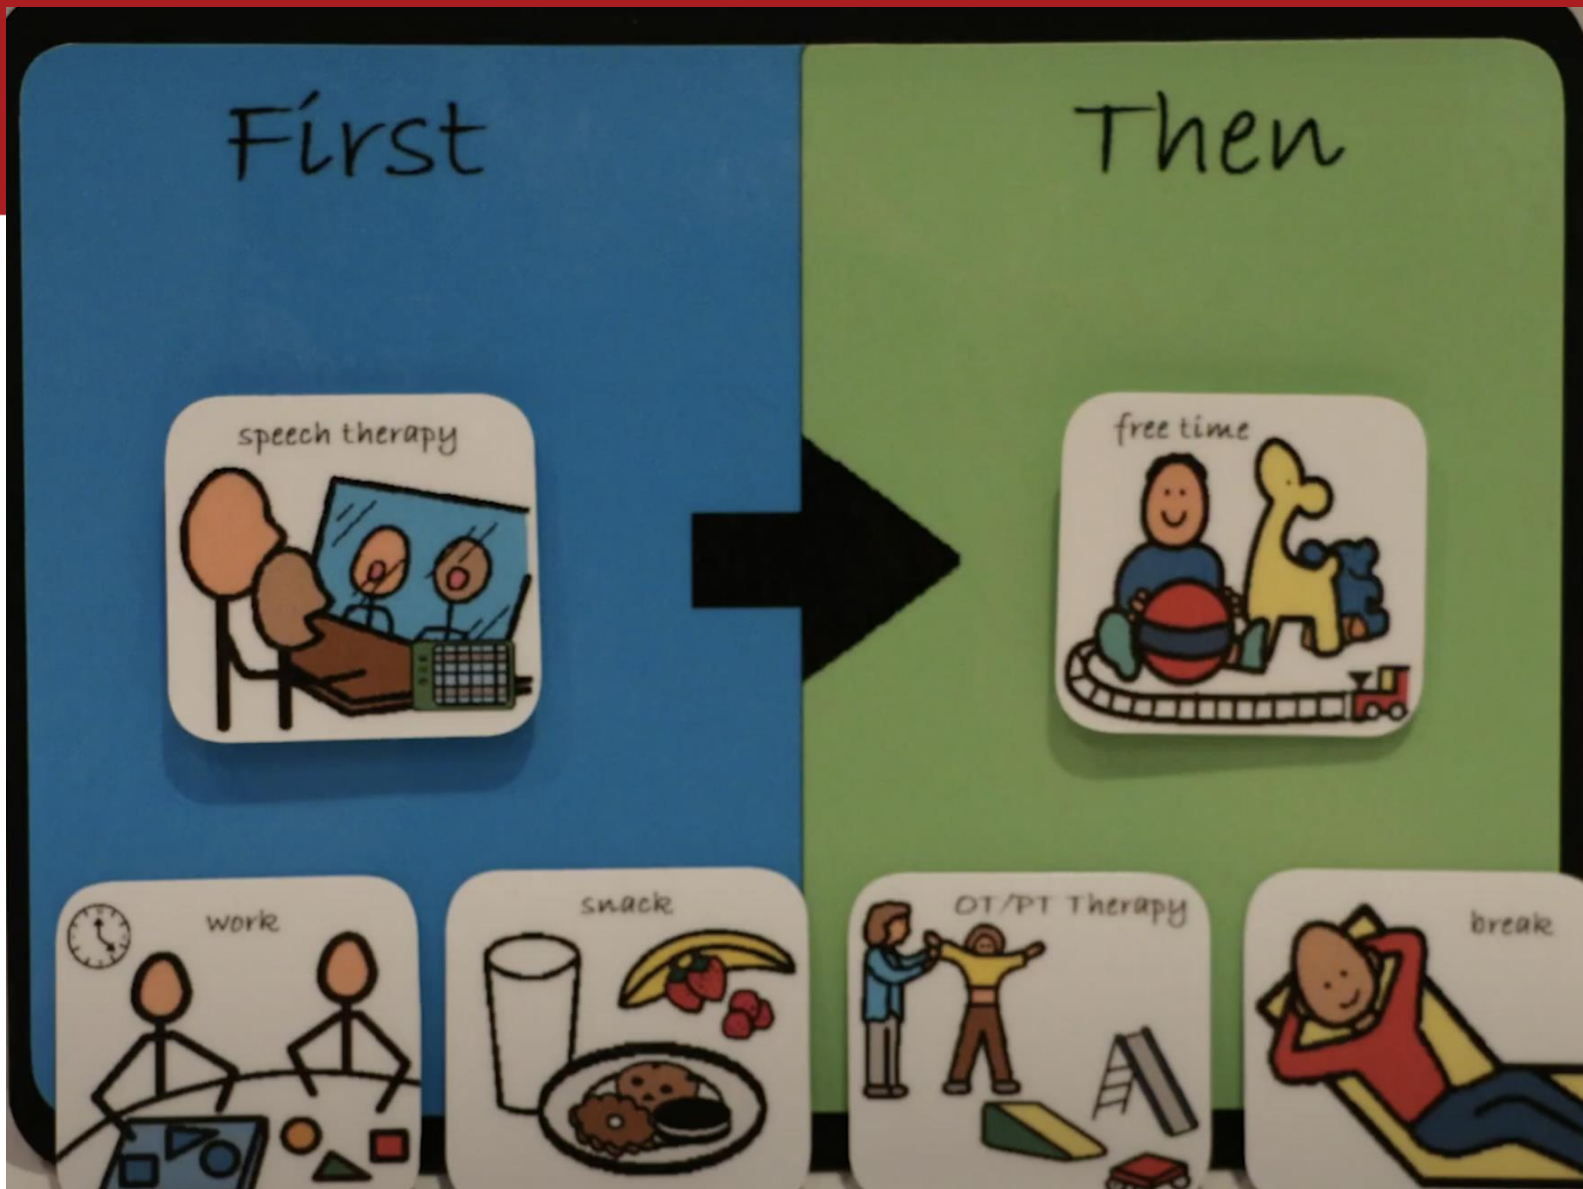 First
Then
speech therapy
free time
work
snack
OT/PT Therapy
break